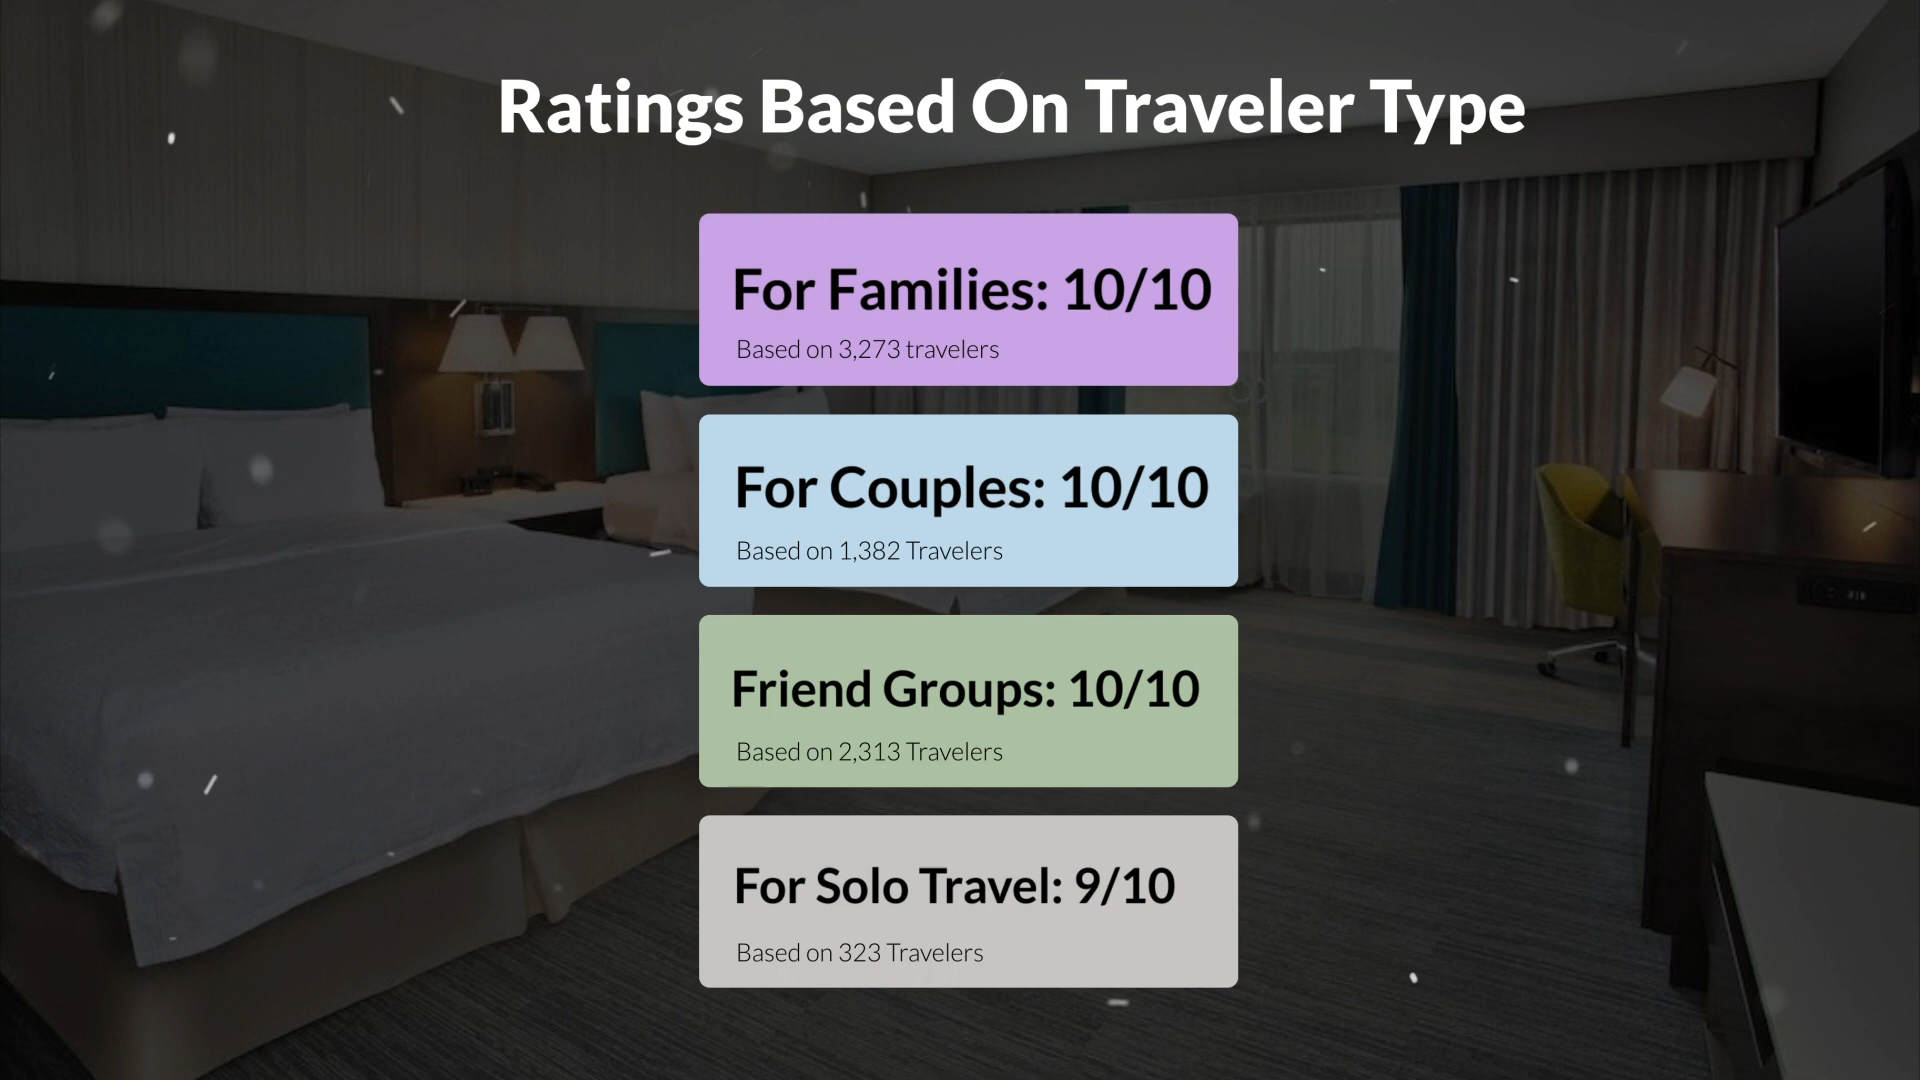 Ratings Based On Traveler Type
For Families: 10/10
Based on 3,273 travelers
For Couples: 10/10
Based on 1,382 Travelers
Friend Groups: 10/10
Based on 2,313 Travelers
For Solo Travel: 9/10
Based on 323 Travelers